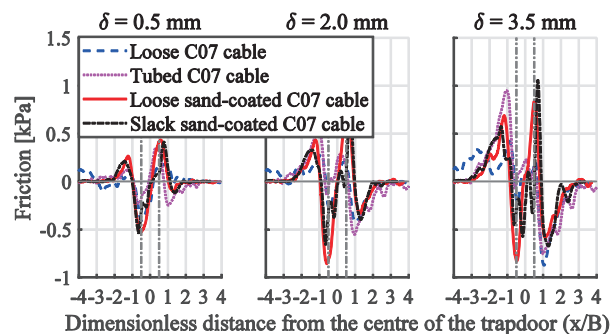 δ = 0.5 mm δ = 2.0 mm δ = 3.5 mm
1.5
1
0.5
0
-0.5
-1
Friction [kPa]
Loose C07 cable
Tubed C07 cable
Loose sand-coated C07 cable
Slack sand-coated C07 cable
-4-3-2-1 0 1 2 3 4 -4-3-2-1 0 1 2 3 4 -4-3-2-1 0 1 2 3 4
Dimensionless distance from the centre of the trapdoor (x/B)